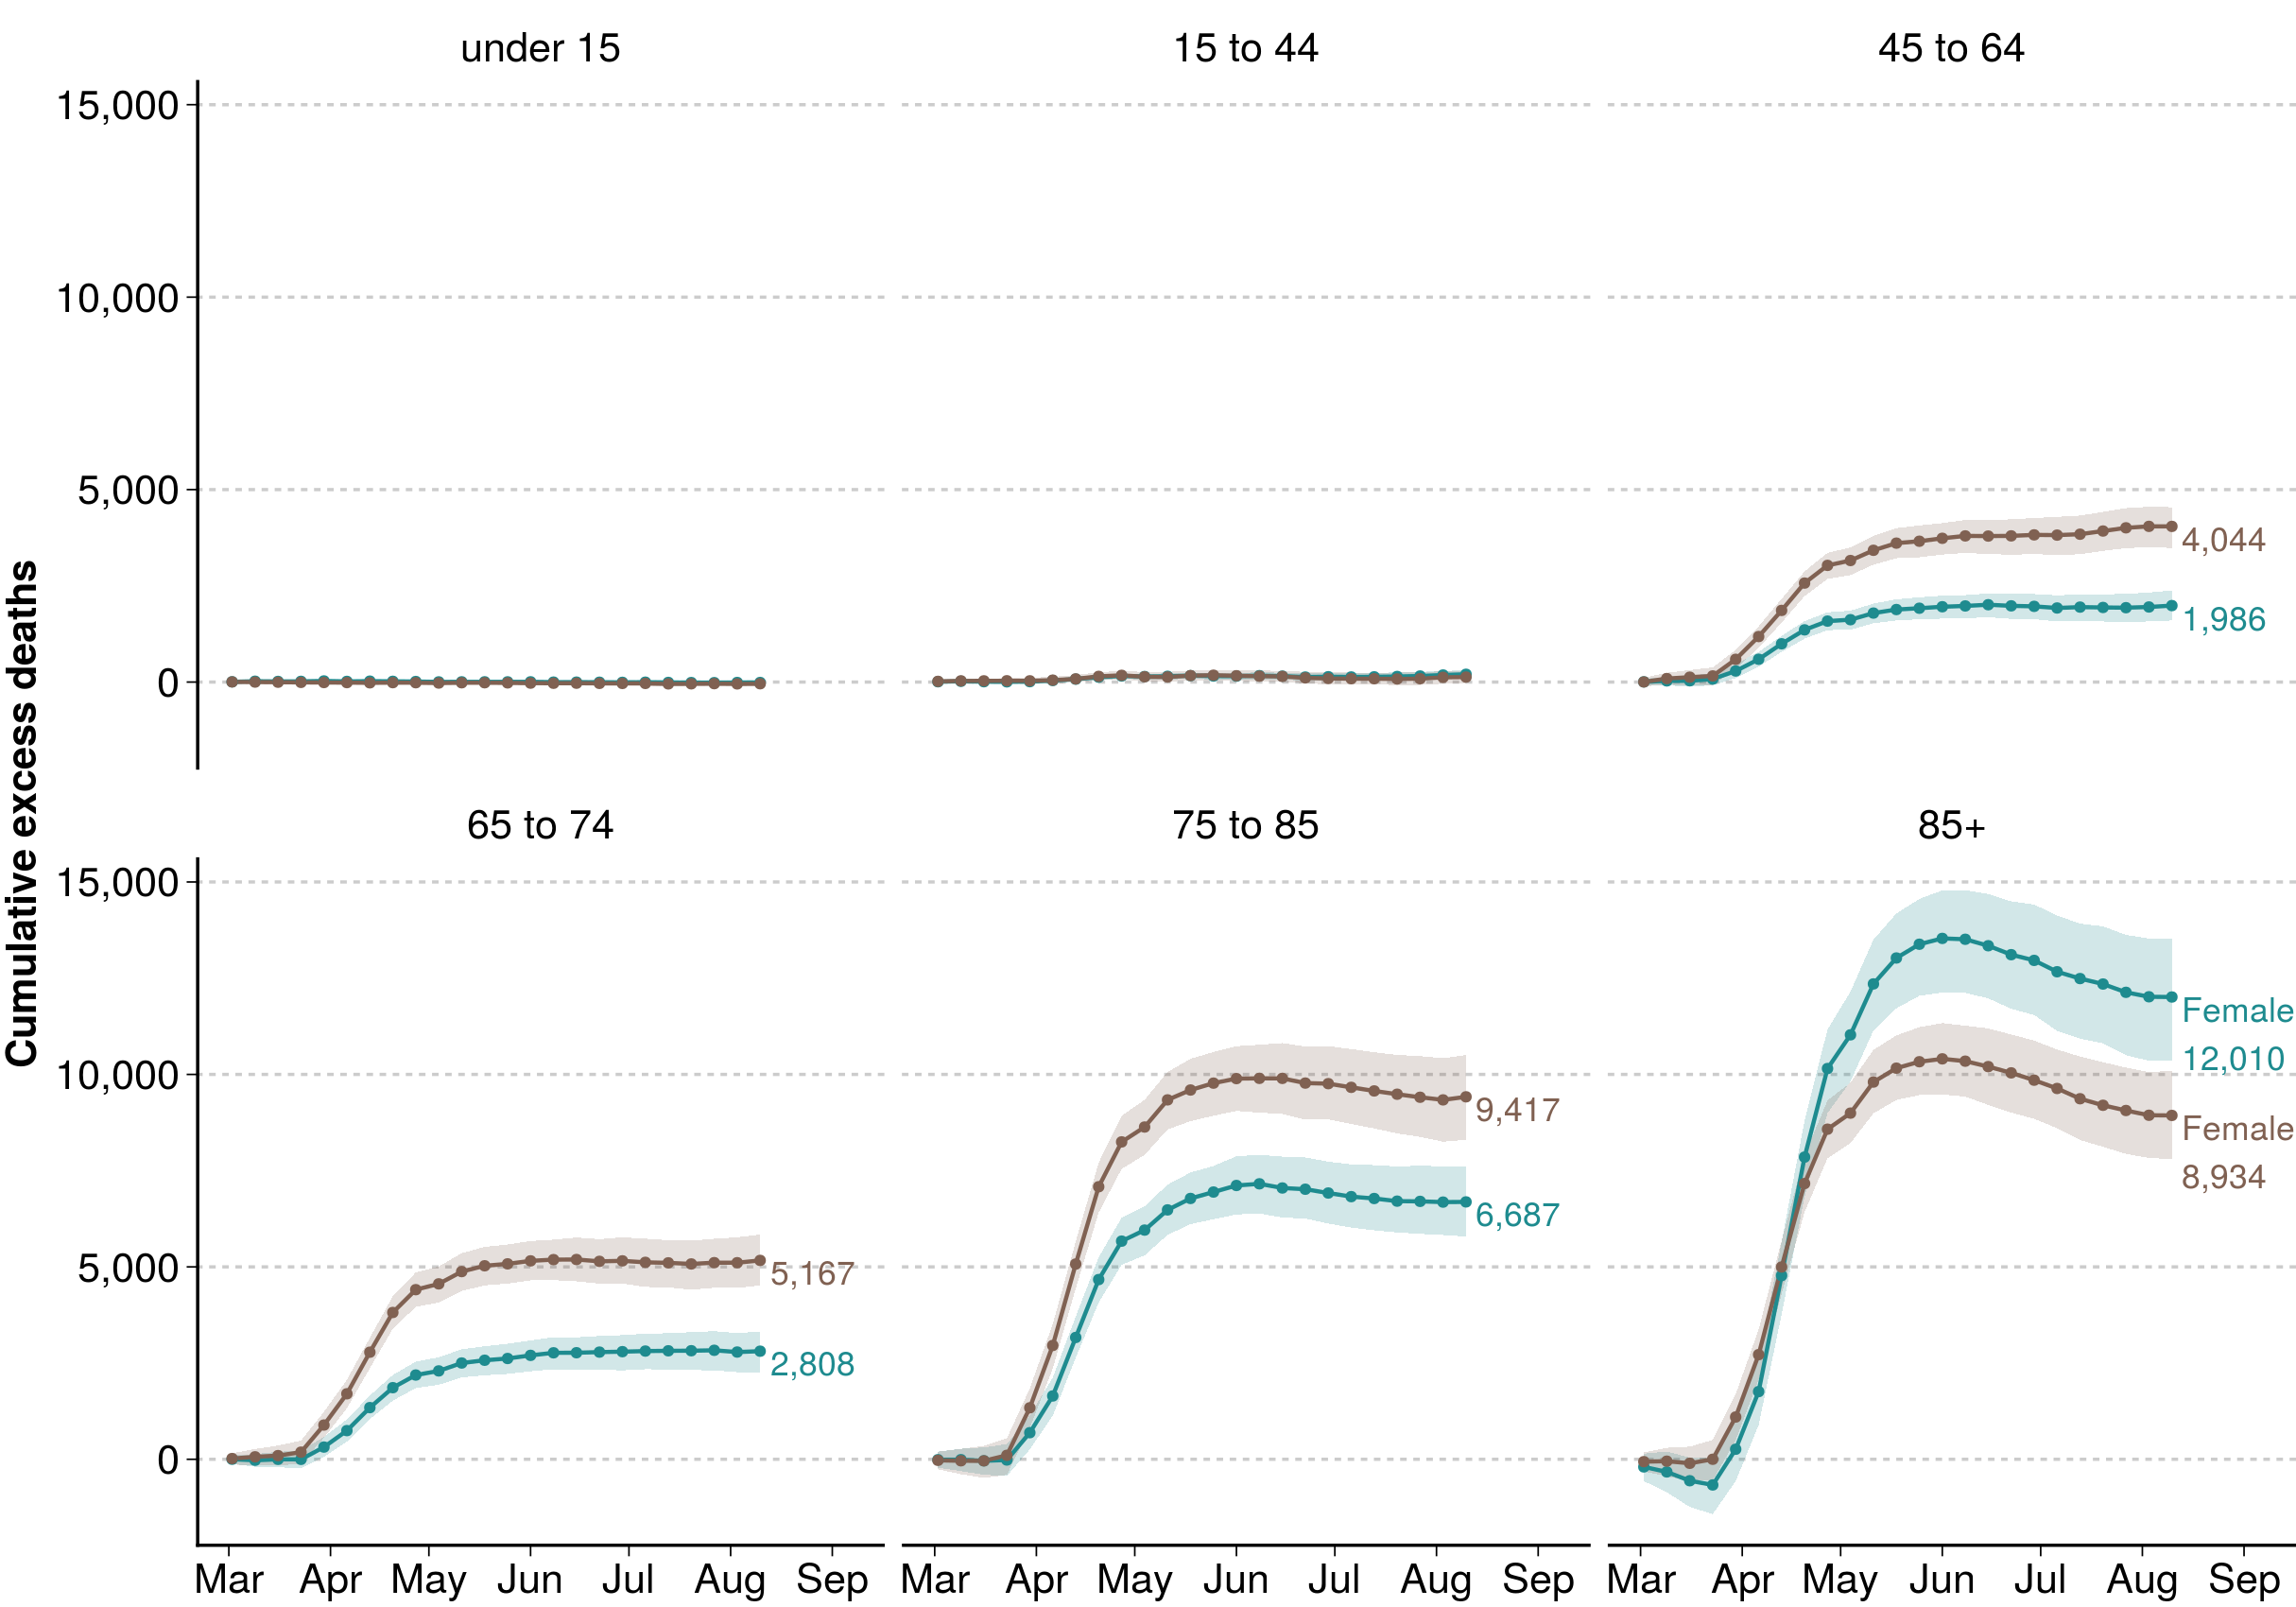 under 15
15 to 44
45 to 64
15,000
10,000
5,000
0
4,044
1,986
Cumulative excess deaths
65 to 74
75 to 85
85+
15,000
10,000
5,000
0
5,167
2,808
9,417
6,687
Female
12,010
Female
8,934
Mar Apr May Jun Jul Aug Sep
Mar Apr May Jun Jul Aug Sep
Mar Apr May Jun Jul Aug Sep